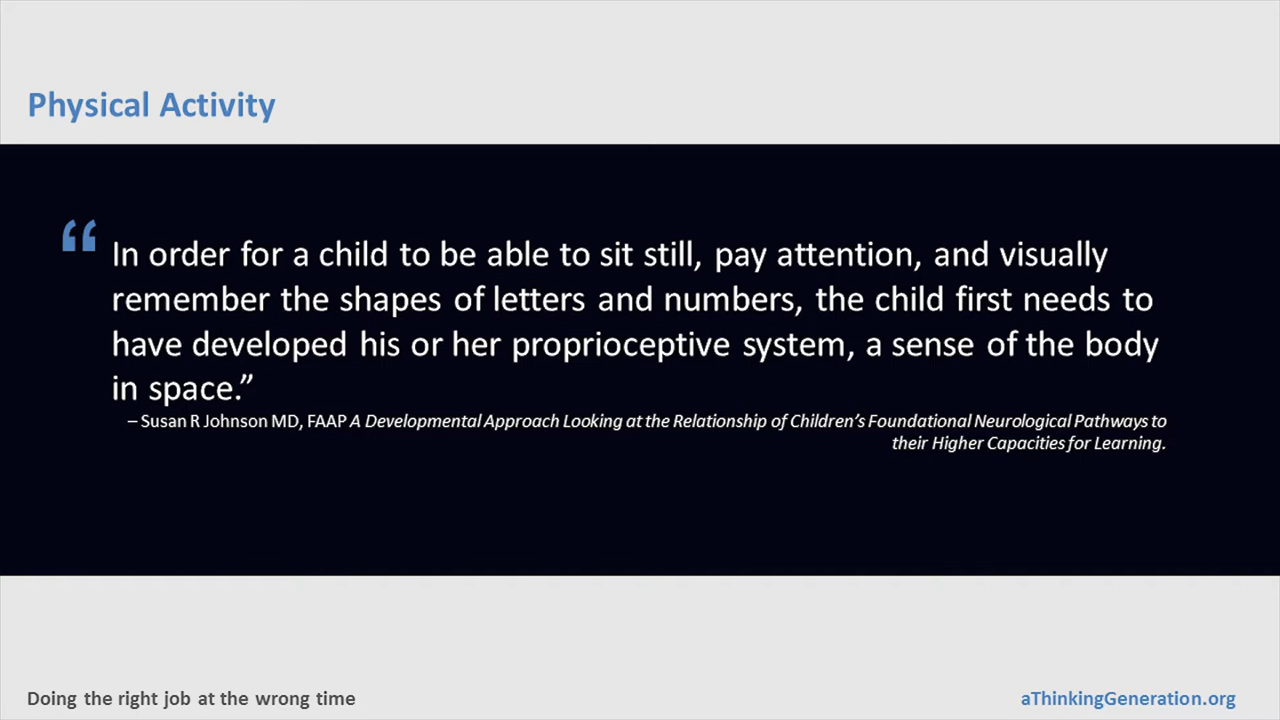 Physical Activity
“ In order for a child to be able to sit still, pay attention, and visually
remember the shapes of letters and numbers, the child first needs to
have developed his or her proprioceptive system, a sense of the body
in space.”
– Susan R Johnson MD, FAAP A Developmental Approach Looking at the Relationship of Children’s Foundational Neurological Pathways to
their Higher Capacities for Learning.
Doing the right job at the wrong time
aThinkingGeneration.org